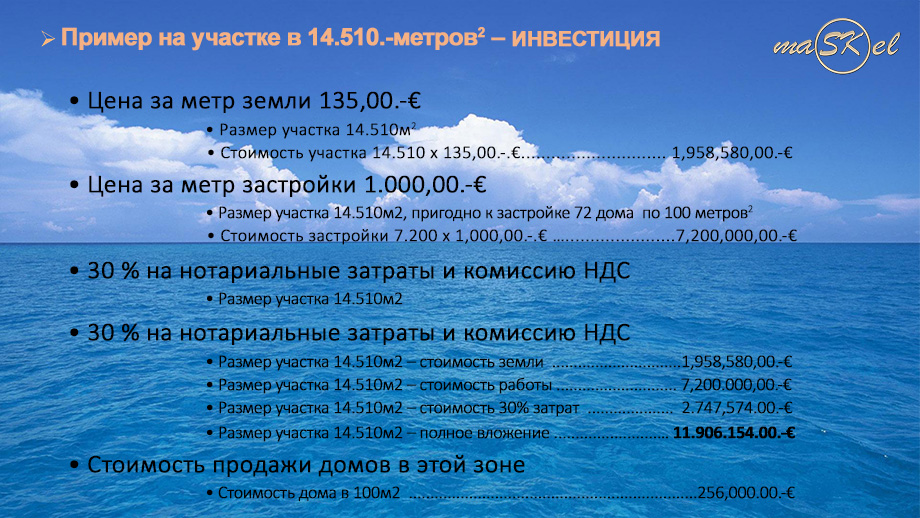 ➢ Пример на участке в 14.510.-метров² – ИНВЕСТИЦИЯ
maSKel
• Цена за метр земли 135,00.-€
• Размер участка 14.510м²
• Стоимость участка 14.510 х 135,00.-.€............................ 1,958,580,00.-€
• Цена за метр застройки 1.000,00.-€
• Размер участка 14.510м2, пригодно к застройке 72 дома по 100 метров²
• Стоимость застройки 7.200 х 1,000,00.-.€ ........................7,200,000,00.-€
• 30 % на нотариальные затраты и комиссию НДС
• Размер участка 14.510м2
• 30 % на нотариальные затраты и комиссию НДС
• Размер участка 14.510м2 – стоимость земли ..............................1,958,580,00.-€
• Размер участка 14.510м2 – стоимость работы ............................ 7,200.000,00.-€
• Размер участка 14.510м2 – стоимость 30% затрат .................... 2.747,574.00.-€
• Размер участка 14.510м2 – полное вложение ........................... 11.906.154.00.-€
• Стоимость продажи домов в этой зоне
• Стоимость дома в 100м2 ...................................................................256,000.00.-€